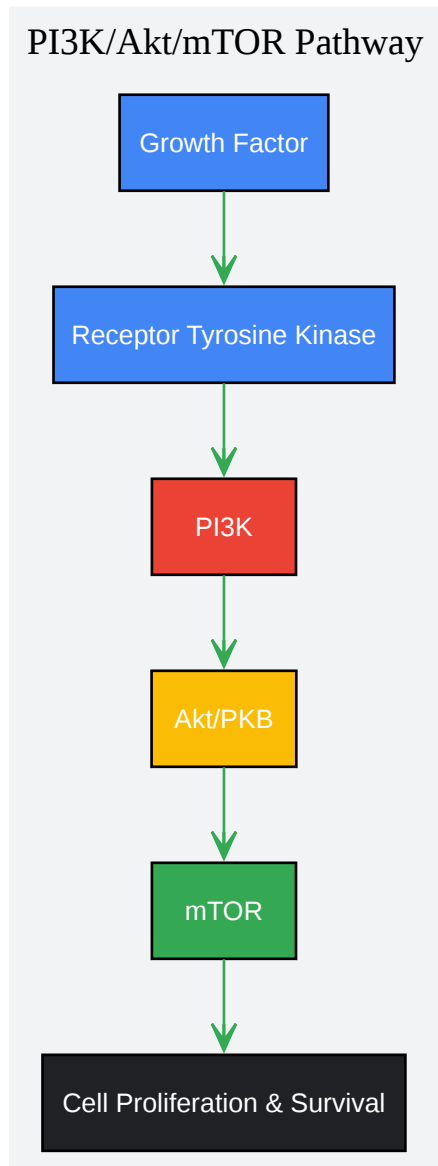 PI3K/Akt/mTOR Pathway
Growth Factor
Receptor Tyrosine Kinase
PI3K
Akt/PKB
mTOR
Cell Proliferation & Survival